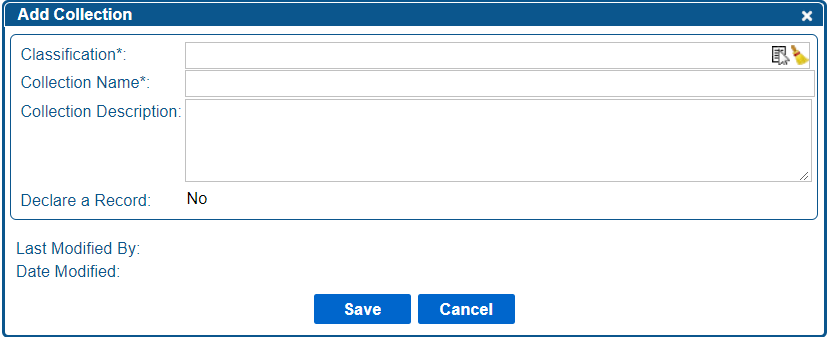 Add Collection
Classification*:
Collection Name*:
Collection Description:
Declare a Record: No
Last Modified By:
Date Modified:
Save Cancel